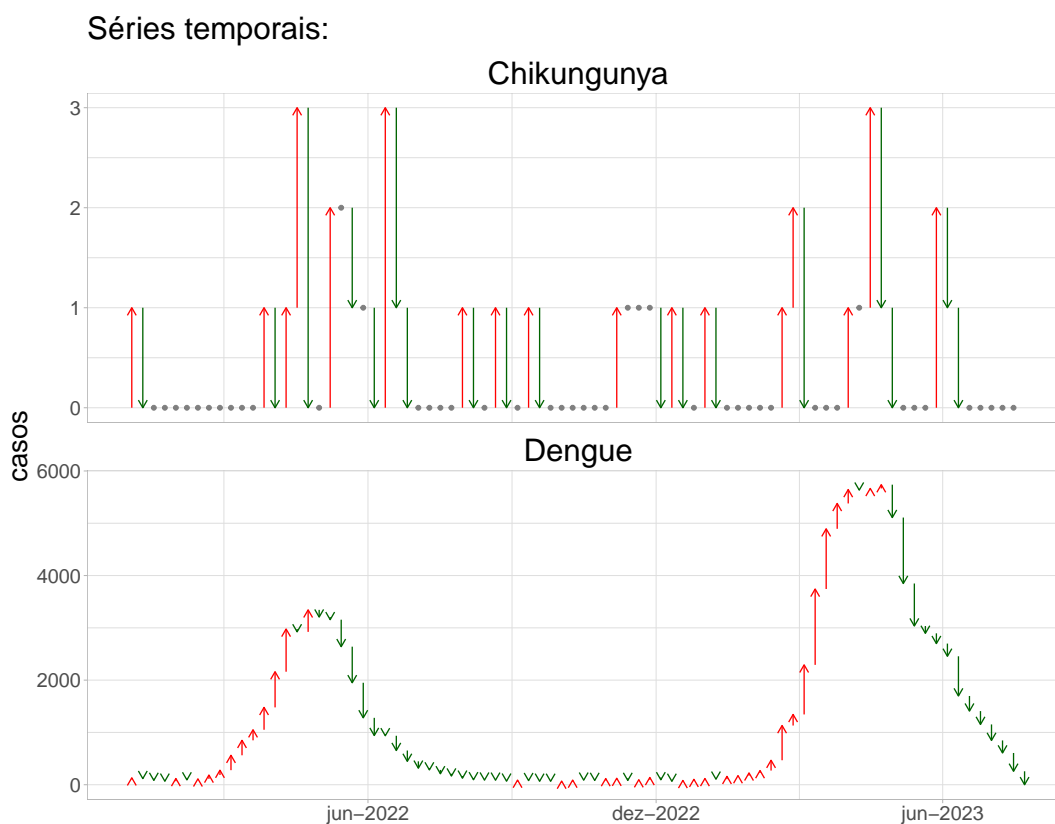 Séries temporais:
Chikungunya
3
2
1
0
casos
Dengue
6000
4000
2000
0
jun−2022
dez−2022
jun−2023